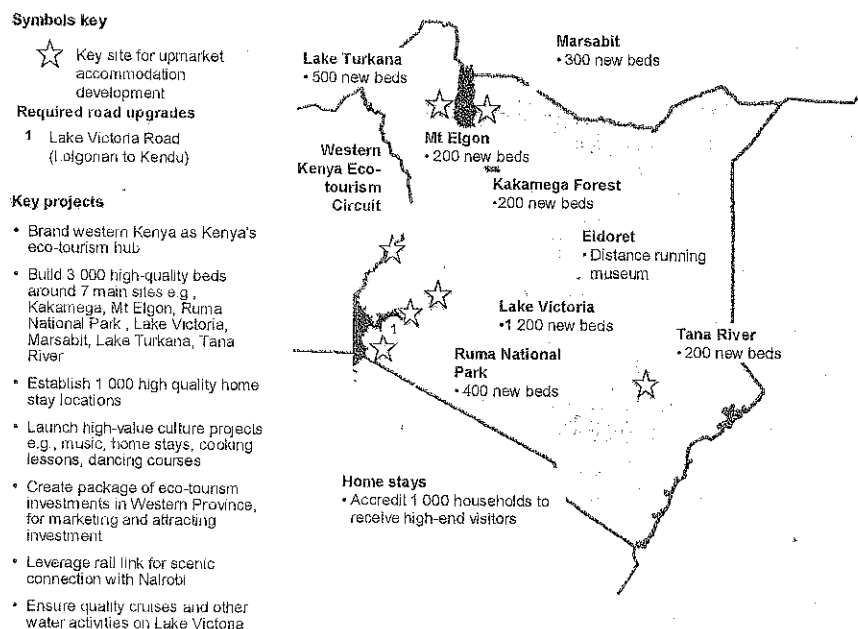 Symbols key
Key site for upmarket
accommodation
development
Required road upgrades
1 Lake Victoria Road
(Lolgorian to Kendu)
Key projects
• Brand western Kenya as Kenya's
eco-tourism hub
• Build 3 000 high-quality beds
around 7 main sites e.g.,
Kakamega, Mt Elgon, Ruma
National Park, Lake Victoria,
Marsabit, Lake Turkana, Tana
River
• Establish 1 000 high quality home
stay locations
• Launch high-value culture projects
e.g., music, home stays, cooking
lessons, dancing courses
• Create package of eco-tourism
investments in Western Province,
for marketing and attracting
investment
• Leverage rail link for scenic
connection with Nairobi
• Ensure quality cruises and other
water activities on Lake Victoria
Lake Turkana
• 500 new beds
Marsabit
• 300 new beds
Mt Elgon
• 200 new beds
Western
Kenya Eco-
tourism
Circuit
Kakamega Forest
• 200 new beds
Eldoret
• Distance running
museum
Lake Victoria
• 1 200 new beds
1
Ruma National
Park
• 400 new beds
Tana River
• 200 new beds
Home stays
• Accredit 1 000 households to
receive high-end visitors